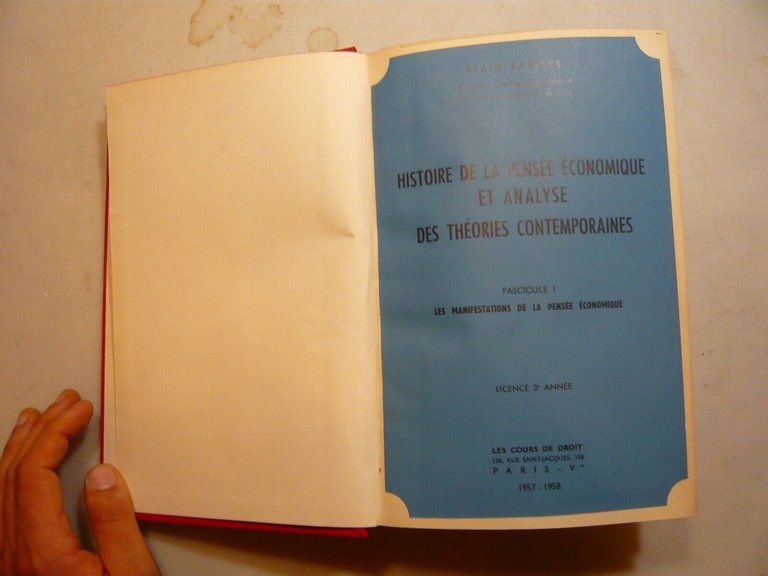 ALAIN BARRÈRE
HISTOIRE DE LA PENSÉE ÉCONOMIQUE
ET ANALYSE
DES THÉORIES CONTEMPORAINES
FASCICULE I
LES MANIFESTATIONS DE LA PENSÉE ÉCONOMIQUE
LICENCE 3e ANNÉE
LES COURS DE DROIT
158, RUE SAINT-JACQUES, 158
PARIS - Ve
1957 - 1958